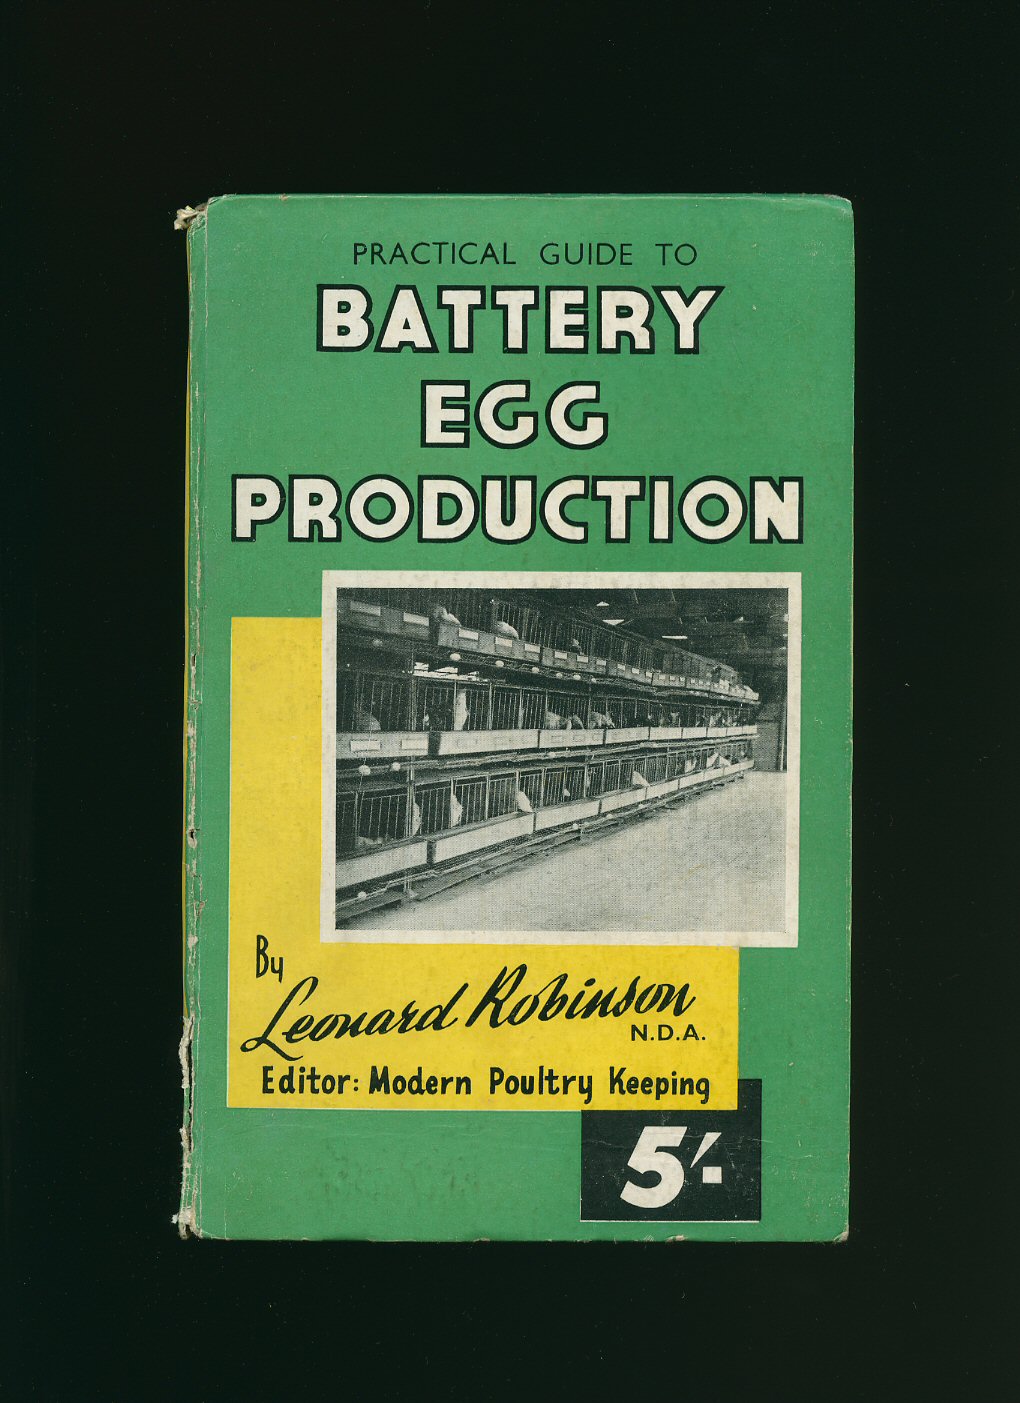 PRACTICAL GUIDE TO
BATTERY
EGG
PRODUCTION
By
Leonard Robinson
N.D.A.
Editor: Modern Poultry Keeping
5/-